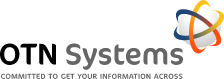 OTN Systems
COMMITTED TO GET YOUR INFORMATION ACROSS